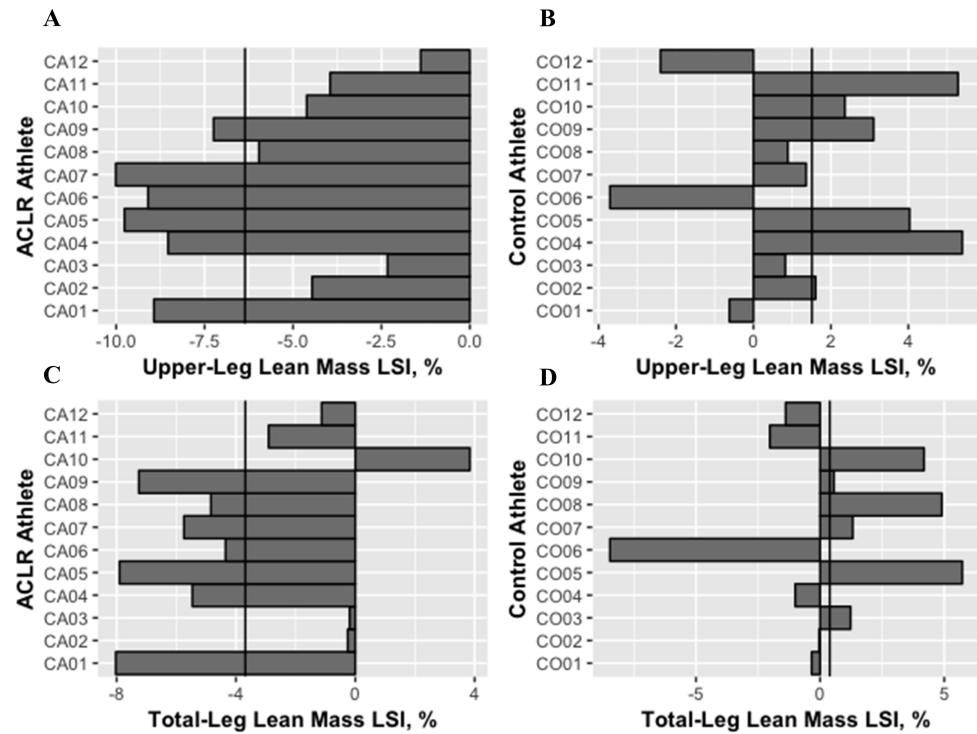 A
ACLR Athlete
CA12
CA11
CA10
CA09
CA08
CA07
CA06
CA05
CA04
CA03
CA02
CA01
-10.0 -7.5 -5.0 -2.5 0.0
Upper-Leg Lean Mass LSI, %
B
Control Athlete
CO12
CO11
CO10
CO09
CO08
CO07
CO06
CO05
CO04
CO03
CO02
CO01
-4 -2 0 2 4
Upper-Leg Lean Mass LSI, %
C
ACLR Athlete
CA12
CA11
CA10
CA09
CA08
CA07
CA06
CA05
CA04
CA03
CA02
CA01
-8 -4 0 4
Total-Leg Lean Mass LSI, %
D
Control Athlete
CO12
CO11
CO10
CO09
CO08
CO07
CO06
CO05
CO04
CO03
CO02
CO01
-5 0 5
Total-Leg Lean Mass LSI, %